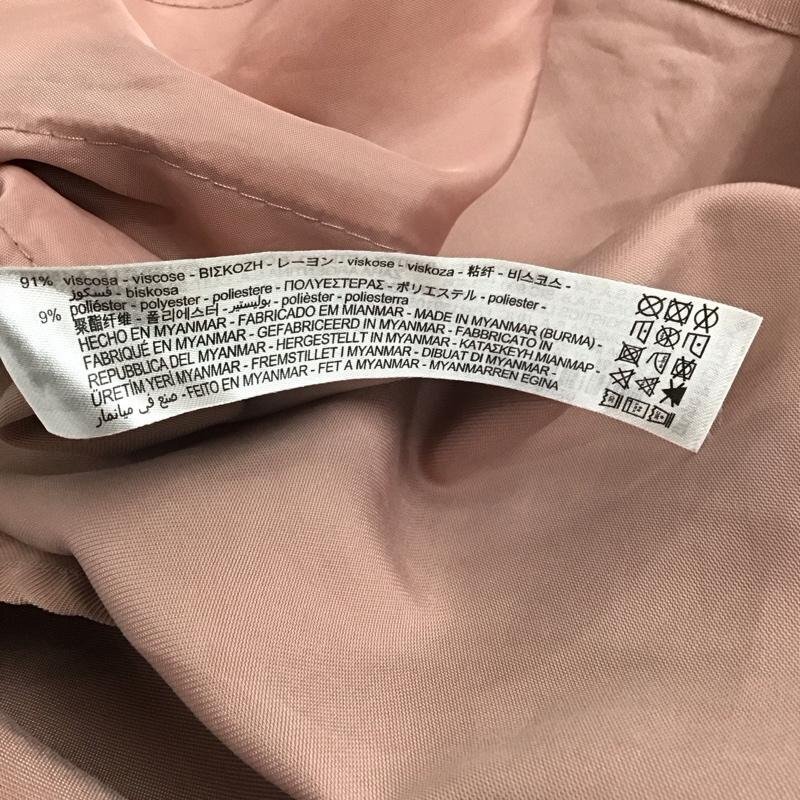 91% viscosa - viscose - ΒΙΣΚΟΖΗ - レーヨン - viskose - viskoza - 粘纤 - 비스코스 -
فسكوز - biskosa
9% poliéster - polyester - poliestere - ΠΟΛΥΕΣΤΕΡΑΣ - ポリエステル - poliester -
聚酯纤维 - 폴리에스터 - بوليستير - polièster - poliesterra
HECHO EN MYANMAR - FABRICADO EM MIANMAR - MADE IN MYANMAR (BURMA) -
FABRIQUÉ EN MYANMAR - GEFABRICEERD IN MYANMAR - FABBRICATO IN
REPUBBLICA DEL MYANMAR - HERGESTELLT IN MYANMAR - ΚΑΤΑΣΚΕΥΗ ΜΙΑΝΜΑΡ -
ÜRETİM YERİ MYANMAR - FREMSTILLET I MYANMAR - DIBUAT DI MYANMAR -
صنع في ميانمار - FEITO EN MYANMAR - FET A MYANMAR - MYANMARREN EGINA